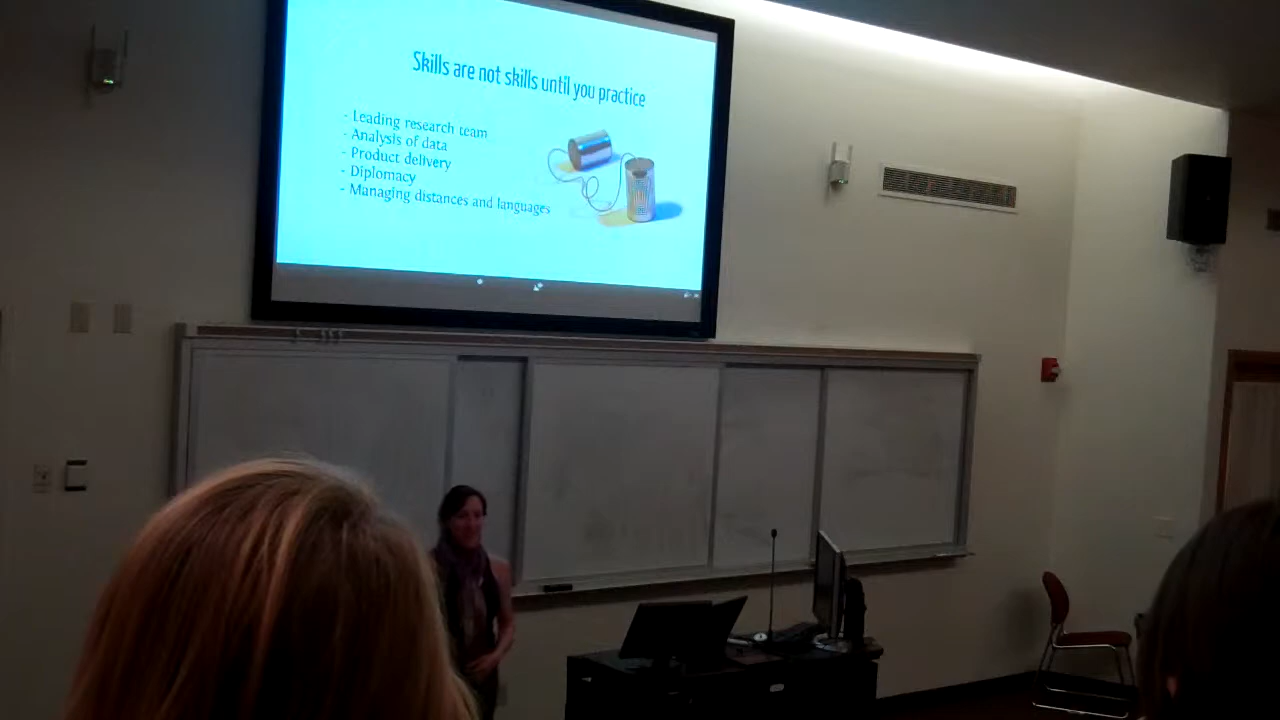 Skills are not skills until you practice
- Leading research team
- Analysis of data
- Product delivery
- Diplomacy
- Managing distances and languages